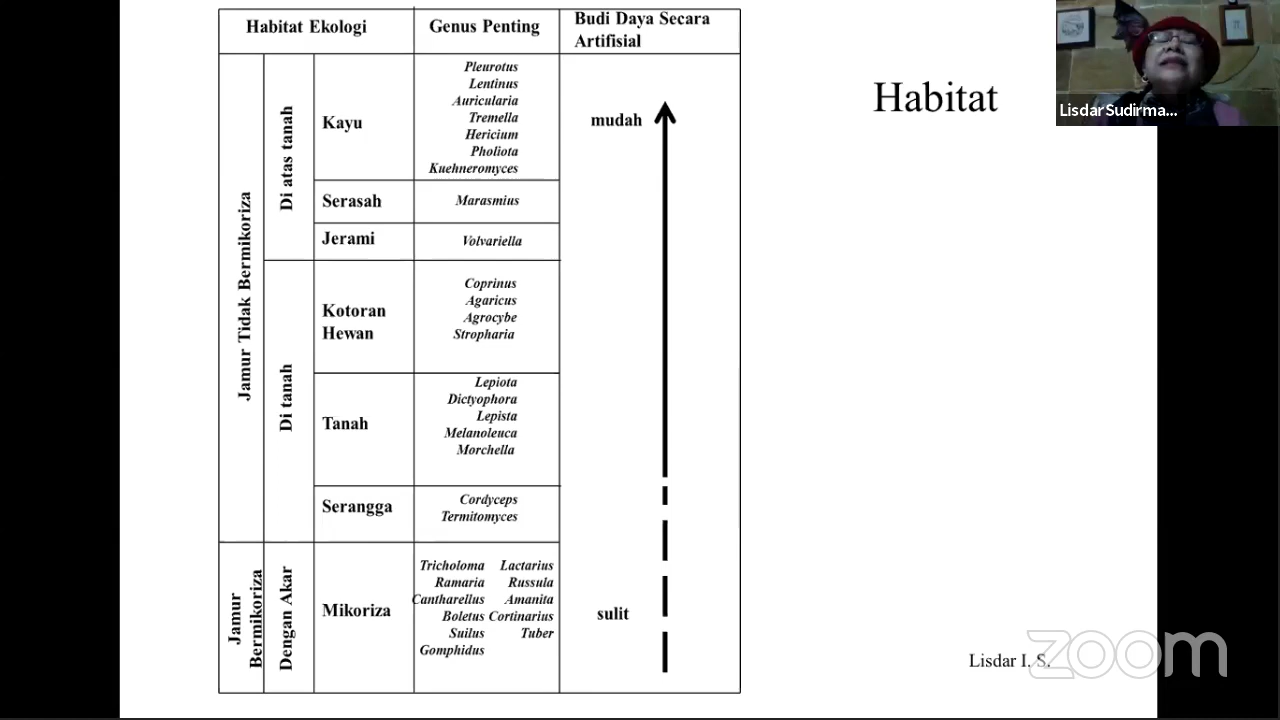 Habitat Ekologi
Genus Penting
Budi Daya Secara
Artifisial
Jamur Tidak Bermikoriza
Di atas tanah
Kayu
Pleurotus
Lentinus
Auricularia
Tremella
Hericium
Pholiota
Kuehneromyces
mudah
Serasah
Marasmius
Jerami
Volvariella
Di tanah
Kotoran
Hewan
Coprinus
Agaricus
Agrocybe
Stropharia
Tanah
Lepiota
Dictyophora
Lepista
Melanoleuca
Morchella
Serangga
Cordyceps
Termitomyces
Jamur
Bermikoriza
Dengan Akar
Mikoriza
Tricholoma Lactarius
Ramaria Russula
Cantharellus Amanita
Boletus Cortinarius
Suilus Tuber
Gomphidus
sulit
Habitat
Lisdar Sudirma...
Lisdar I. S.
zoom